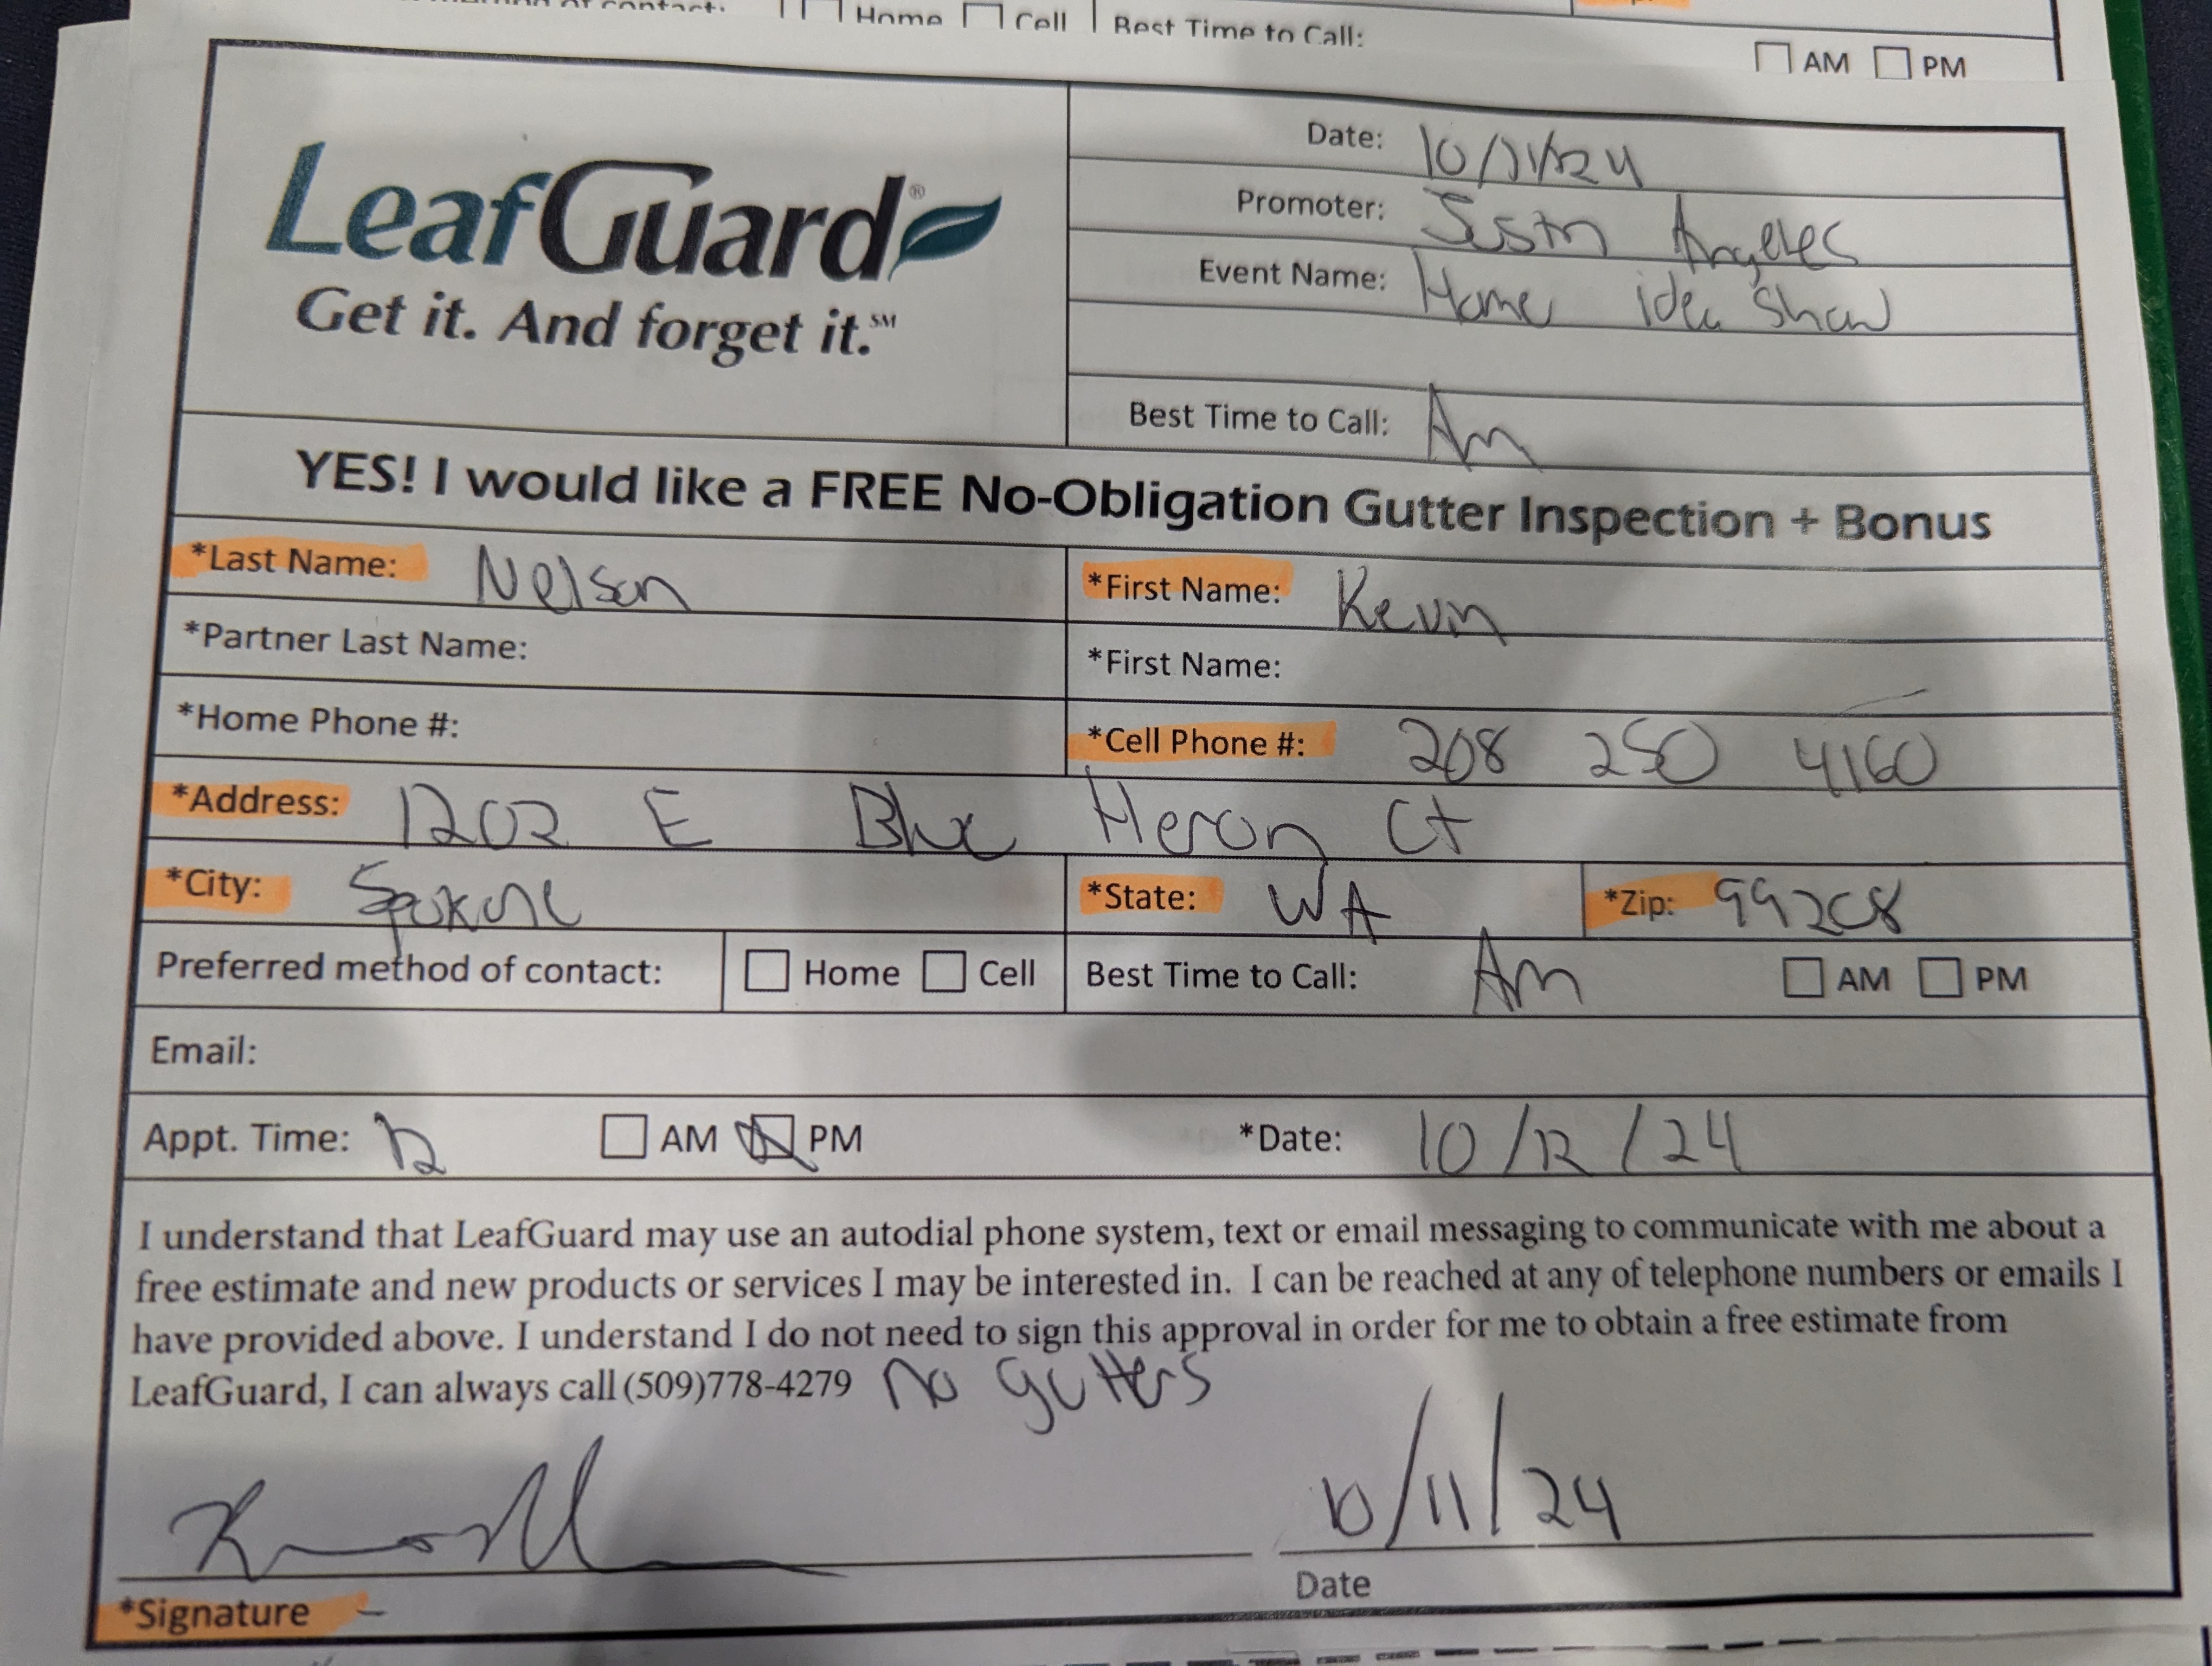 Home Cell Best Time to Call:
AM PM
LeafGuard®
Get it. And forget it.℠
Date: 10/11/24
Promoter: Justin Angeles
Event Name: Home idea show
Best Time to Call: Am
YES! I would like a FREE No-Obligation Gutter Inspection + Bonus
*Last Name: Nelson *First Name: Kevin
*Partner Last Name: *First Name:
*Home Phone #: *Cell Phone #: 208 250 4160
*Address: 1202 E Blue Heron Ct
*City: Spokane *State: WA *Zip: 99208
Preferred method of contact: Home Cell Best Time to Call: Am AM PM
Email:
Appt. Time: 12 AM PM *Date: 10/12/24
I understand that LeafGuard may use an autodial phone system, text or email messaging to communicate with me about a
free estimate and new products or services I may be interested in. I can be reached at any of telephone numbers or emails I
have provided above. I understand I do not need to sign this approval in order for me to obtain a free estimate from
LeafGuard, I can always call (509)778-4279 no gutters
10/11/24
*Signature - Date